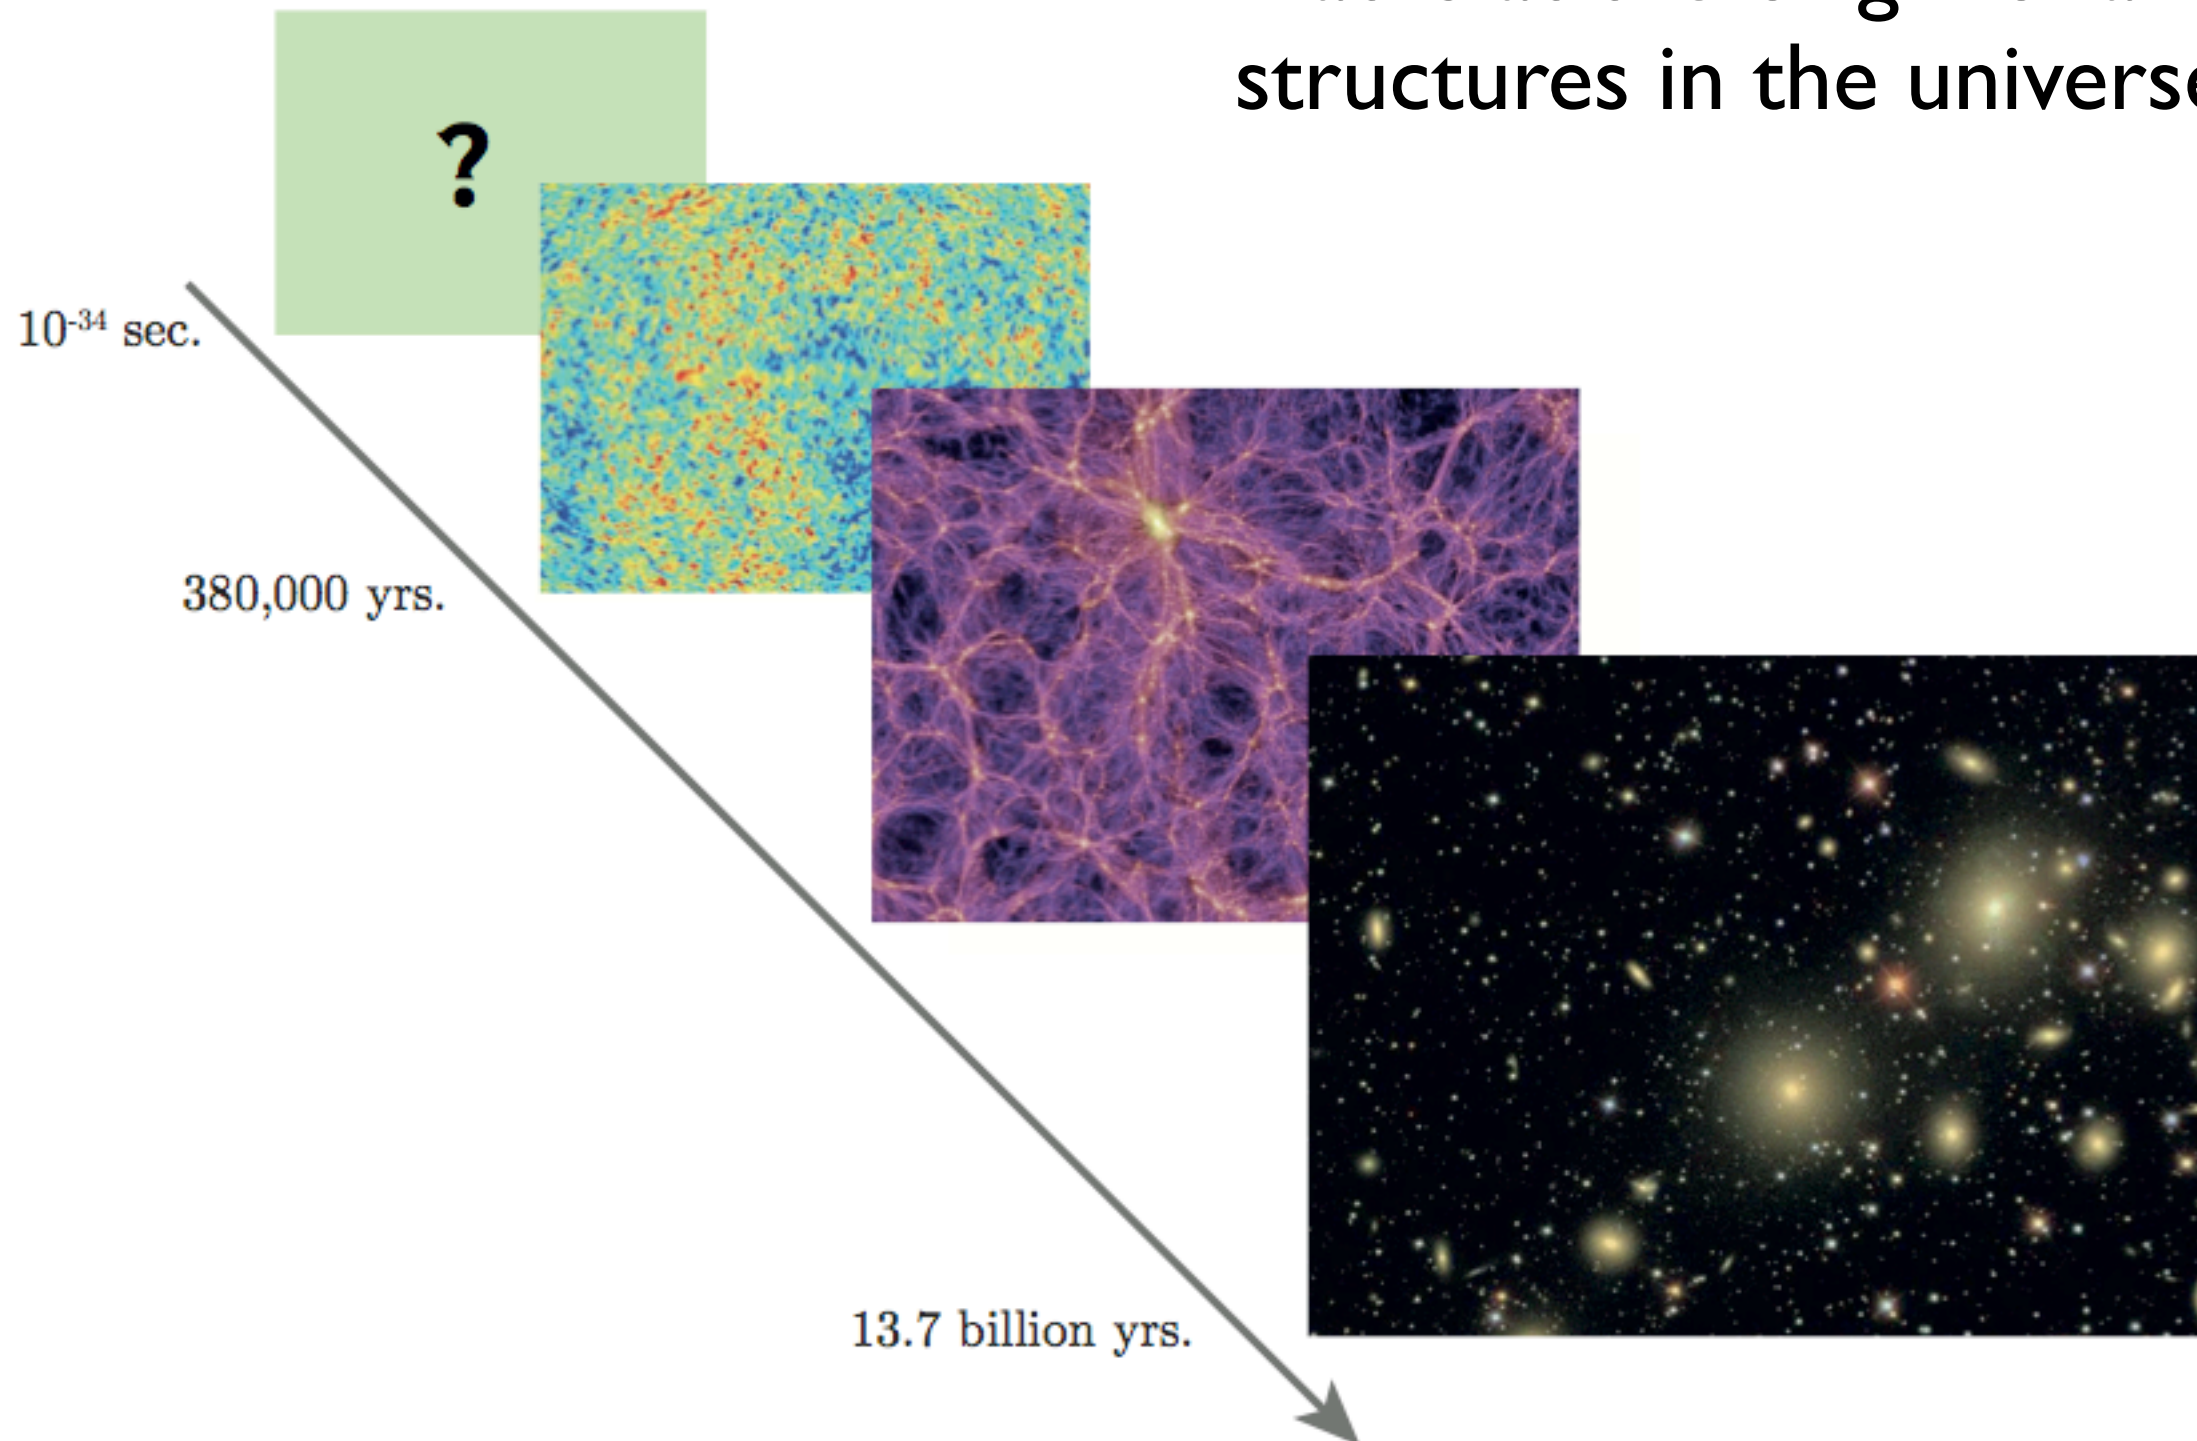 structures in the universe
?
10⁻³⁴ sec.
380,000 yrs.
13.7 billion yrs.